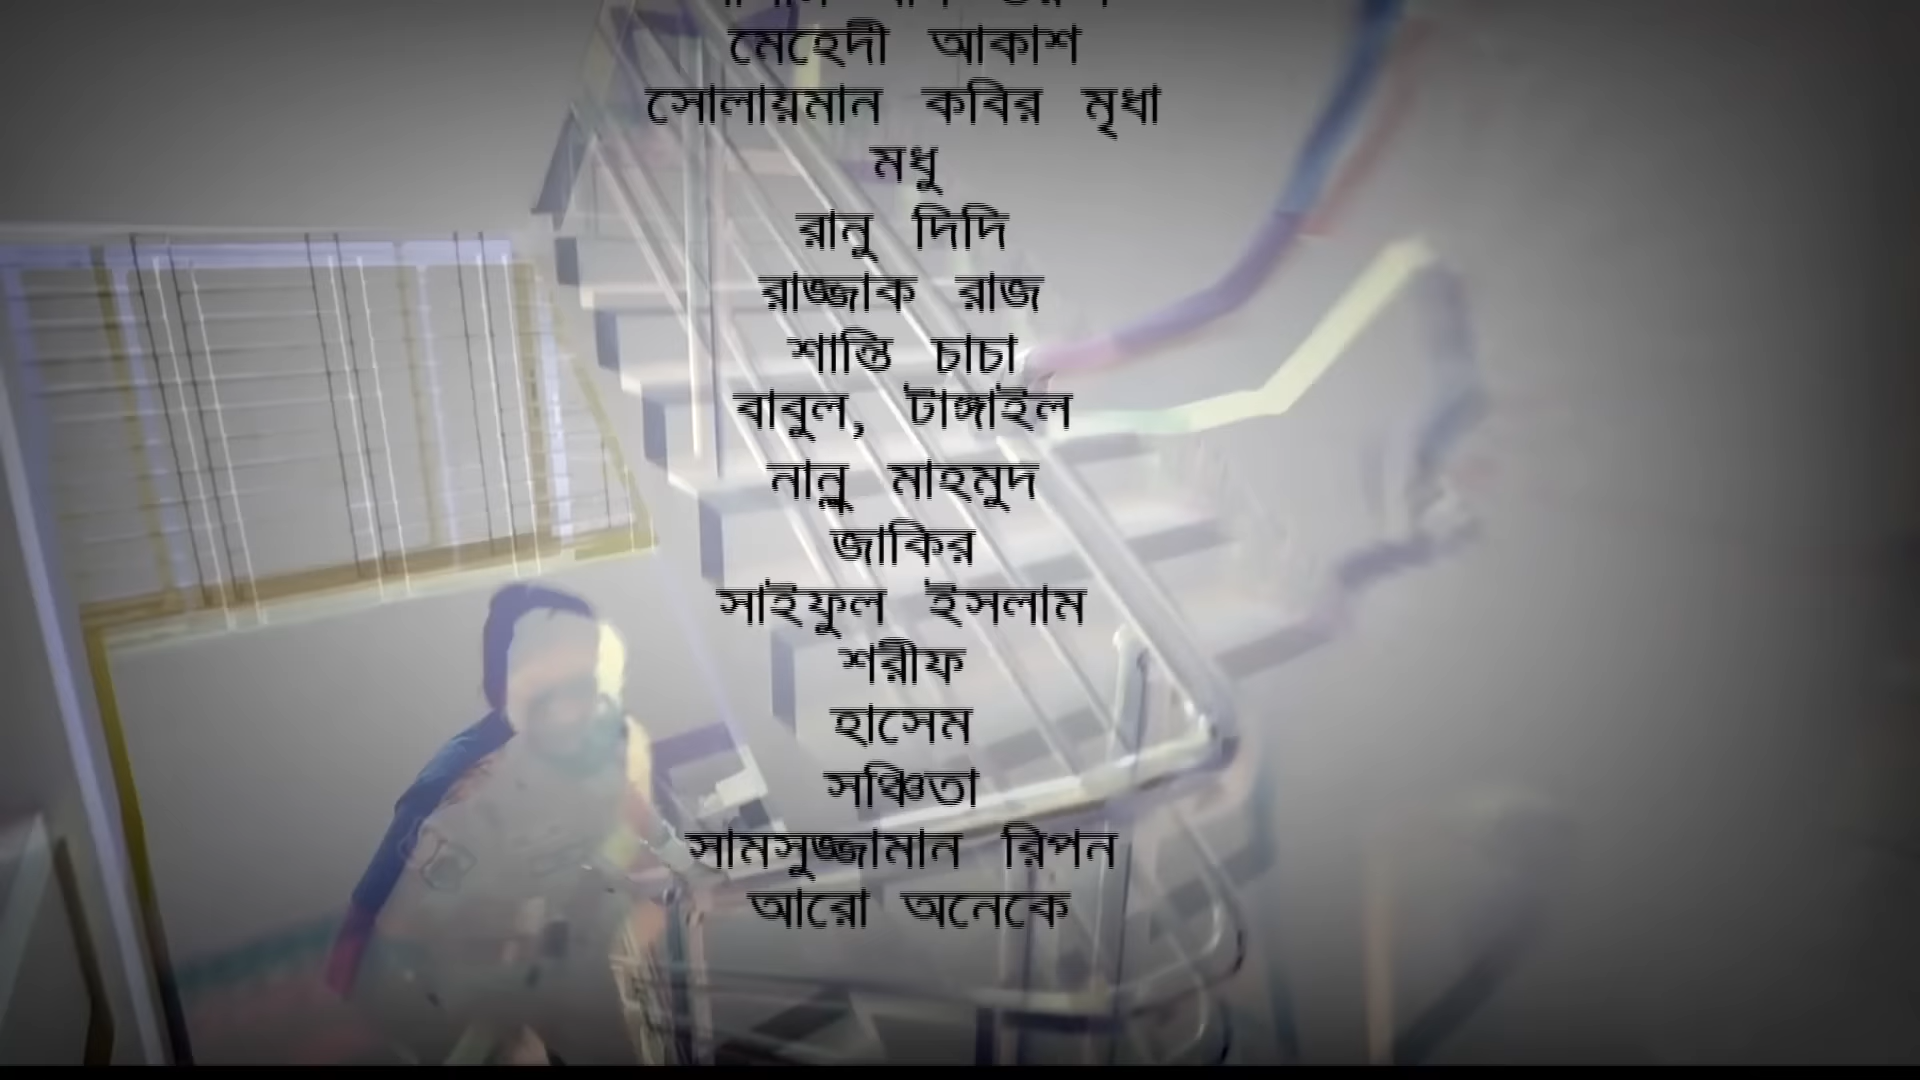 মেহেদী আকাশ
সোলায়মান কবির মৃধা
মধু
রানু দিদি
রাজ্জাক রাজ
শান্তি চাচা
বাবুল, টাঙ্গাইল
নান্নু মাহমুদ
জাকির
সাইফুল ইসলাম
শরীফ
হাসেম
সঞ্চিতা
সামসুজ্জামান রিপন
আরো অনেকে